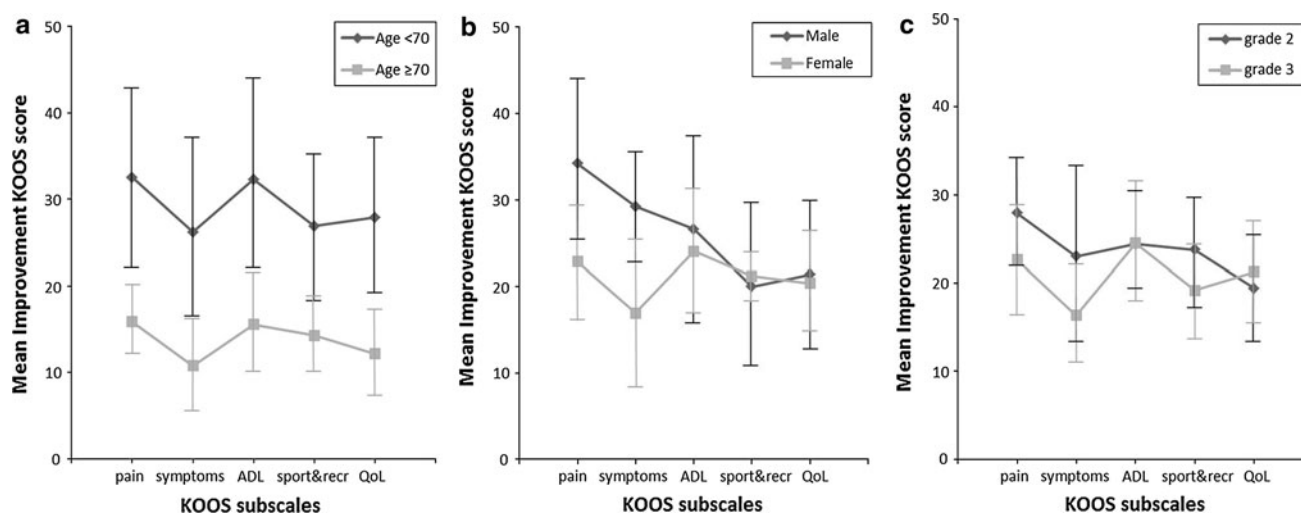 a
50
40
30
20
10
0
Mean Improvement KOOS score
Age <70
Age ≥70
pain symptoms ADL sport&recr QoL
KOOS subscales
b
50
40
30
20
10
0
Mean Improvement KOOS score
Male
Female
pain symptoms ADL sport&recr QoL
KOOS subscales
c
50
40
30
20
10
0
Mean Improvement KOOS score
grade 2
grade 3
pain symptoms ADL sport&recr QoL
KOOS subscales